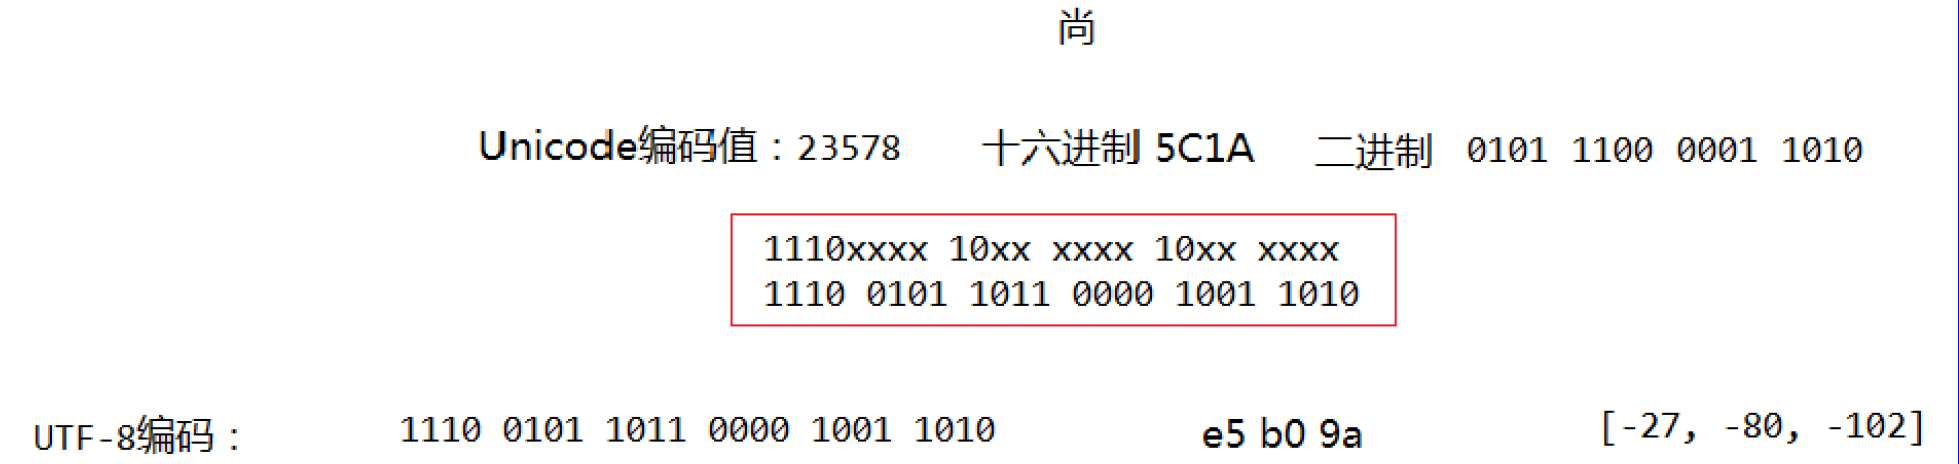 尚
Unicode编码值：23578 十六进制 5C1A 二进制 0101 1100 0001 1010
1110xxxx 10xx xxxx 10xx xxxx
1110 0101 1011 0000 1001 1010
UTF-8编码： 1110 0101 1011 0000 1001 1010 e5 b0 9a [-27, -80, -102]